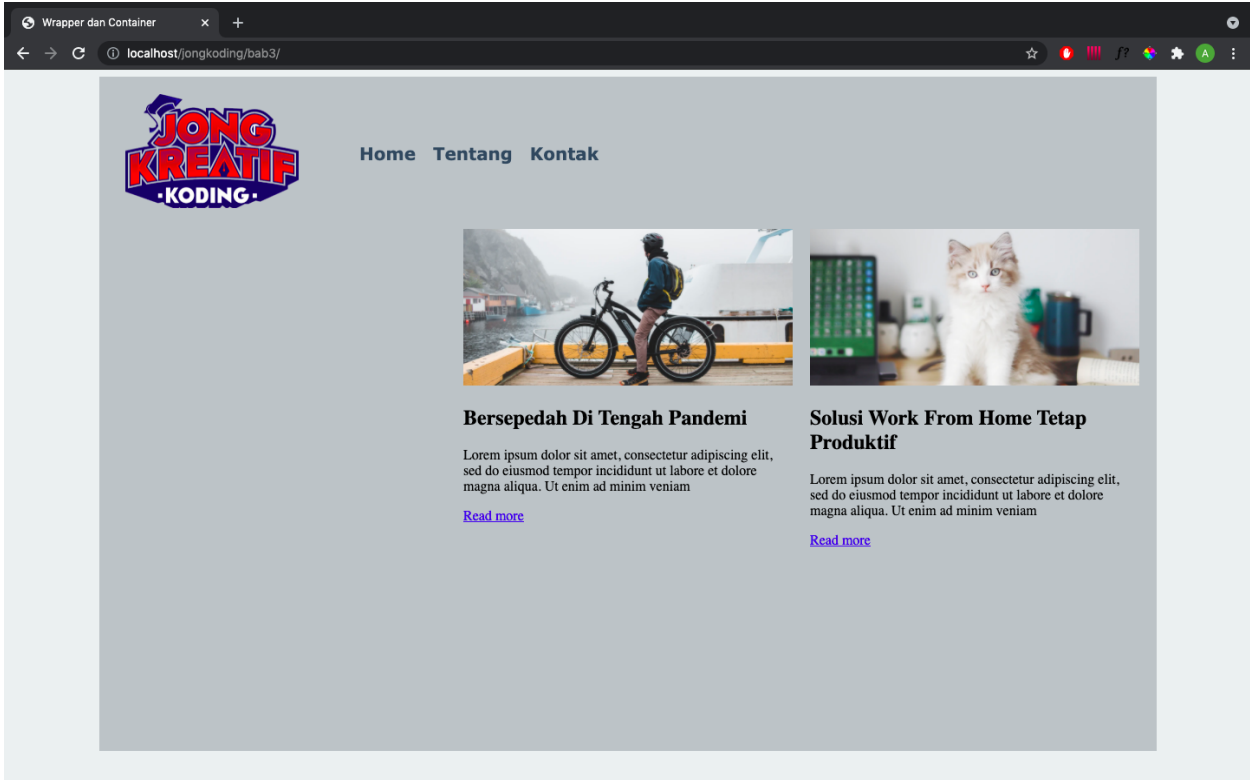 Wrapper dan Container
localhost/jongkoding/bab3/
f?
A
JONG
KREATIF
·KODING·
Home Tentang Kontak
Bersepedah Di Tengah Pandemi
Lorem ipsum dolor sit amet, consectetur adipiscing elit,
sed do eiusmod tempor incididunt ut labore et dolore
magna aliqua. Ut enim ad minim veniam
Read more
Solusi Work From Home Tetap
Produktif
Lorem ipsum dolor sit amet, consectetur adipiscing elit,
sed do eiusmod tempor incididunt ut labore et dolore
magna aliqua. Ut enim ad minim veniam
Read more